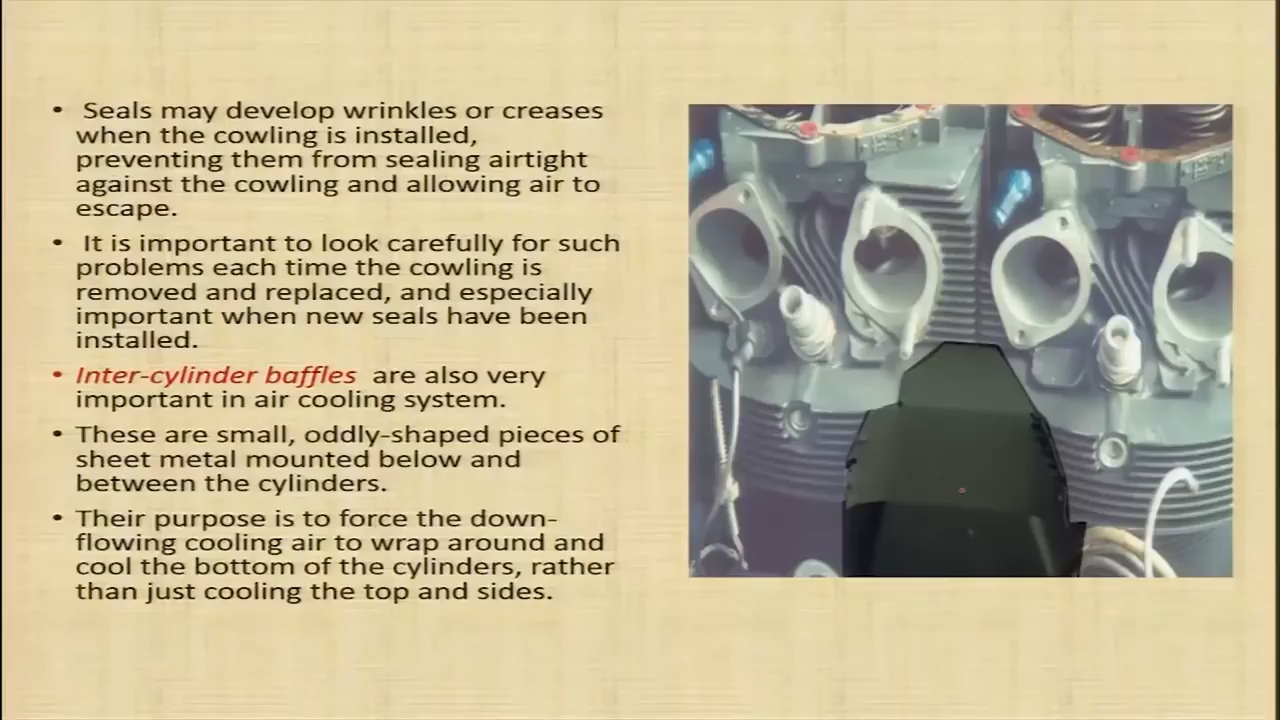 • Seals may develop wrinkles or creases
when the cowling is installed,
preventing them from sealing airtight
against the cowling and allowing air to
escape.
• It is important to look carefully for such
problems each time the cowling is
removed and replaced, and especially
important when new seals have been
installed.
• Inter-cylinder baffles are also very
important in air cooling system.
• These are small, oddly-shaped pieces of
sheet metal mounted below and
between the cylinders.
• Their purpose is to force the down-
flowing cooling air to wrap around and
cool the bottom of the cylinders, rather
than just cooling the top and sides.